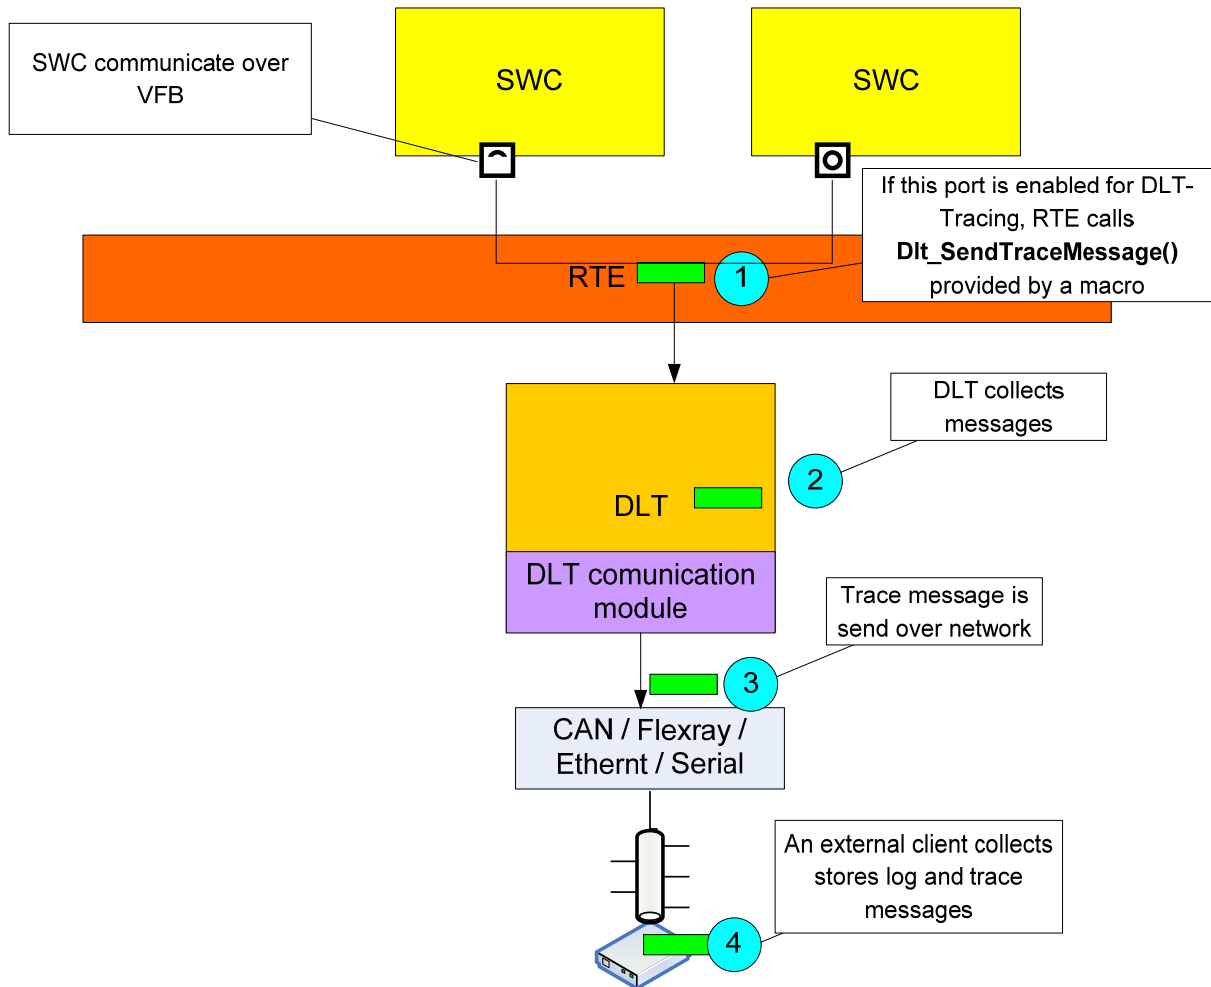 SWC communicate over
VFB
SWC
SWC
If this port is enabled for DLT-
Tracing, RTE calls
Dlt_SendTraceMessage()
provided by a macro
RTE
1
DLT collects
messages
2
DLT
DLT comunication
module
Trace message is
send over network
3
CAN / Flexray /
Ethernt / Serial
An external client collects
stores log and trace
messages
4